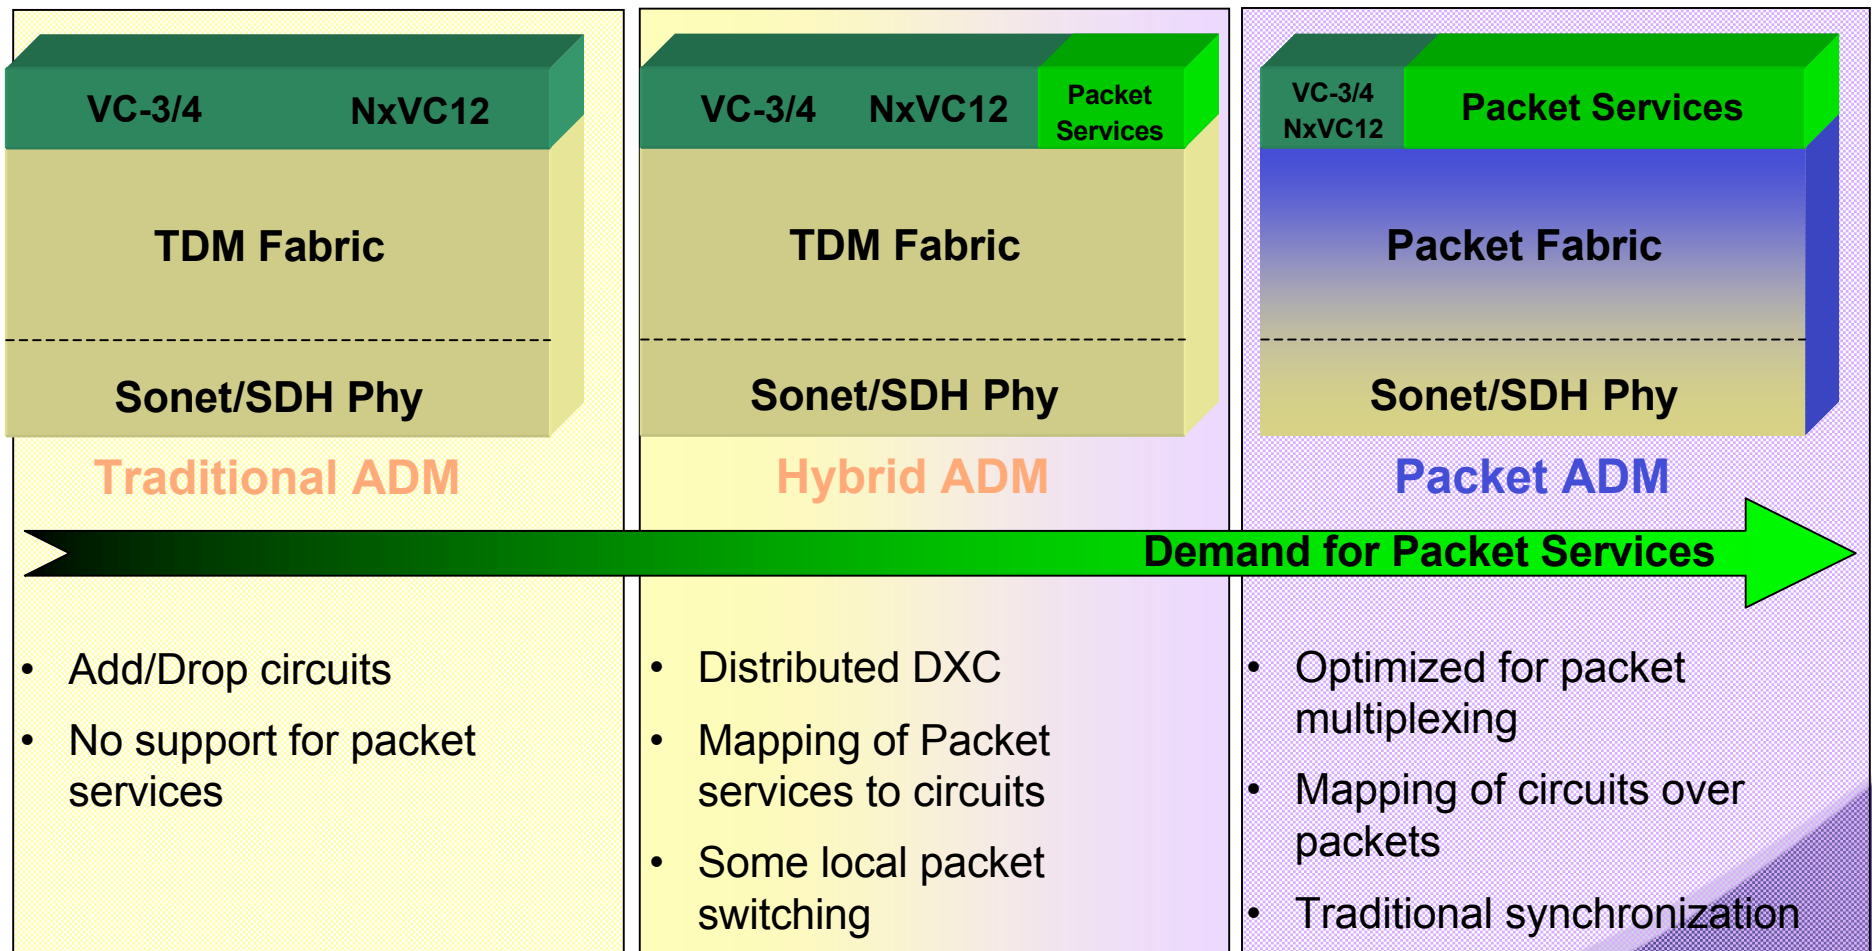 VC-3/4 NxVC12
TDM Fabric
Sonet/SDH Phy
Traditional ADM
VC-3/4 NxVC12 Packet
Services
TDM Fabric
Sonet/SDH Phy
Hybrid ADM
VC-3/4
NxVC12
Packet Services
Packet Fabric
Sonet/SDH Phy
Packet ADM
Demand for Packet Services
• Add/Drop circuits
• No support for packet
services
• Distributed DXC
• Mapping of Packet
services to circuits
• Some local packet
switching
• Optimized for packet
multiplexing
• Mapping of circuits over
packets
• Traditional synchronization